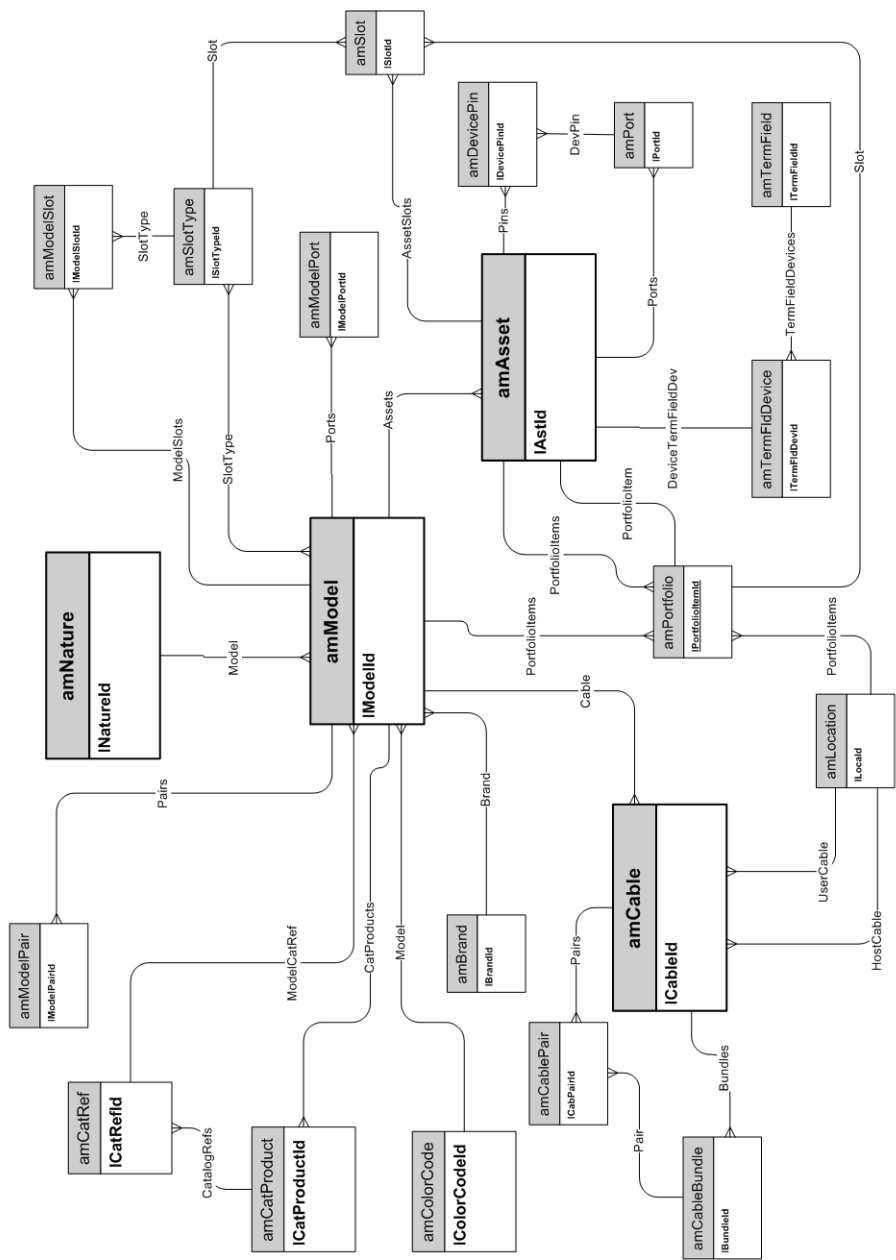 amModelPair
lModelPairId
amModelSlot
lModelSlotId
amNature
lNatureId
amCatRef
lCatRefId
SlotType
Pairs
ModelSlots
amSlotType
lSlotTypeId
CatalogRefs
Slot
Model
SlotType
amCatProduct
lCatProductId
ModelCatRef
amModelPort
lModelPortId
Ports
amSlot
lSlotId
amModel
lModelId
CatProducts
Assets
AssetSlots
Model
amColorCode
lColorCodeId
amBrand
lBrandId
Brand
amDevicePin
lDevicePinId
Pins
amAsset
lAstId
PortfolioItems
PortfolioItems
amCablePair
lCabPairId
Pairs
Cable
DevPin
PortfolioItem
amPort
lPortId
Ports
Pair
amCable
lCableId
amPortfolio
lPortfolioItemId
DeviceTermFieldDev
amCableBundle
lBundleId
Bundles
amTermFldDevice
lTermFldDevId
TermFieldDevices
amTermField
lTermFieldId
UserCable
amLocation
lLocaId
PortfolioItems
HostCable
Slot